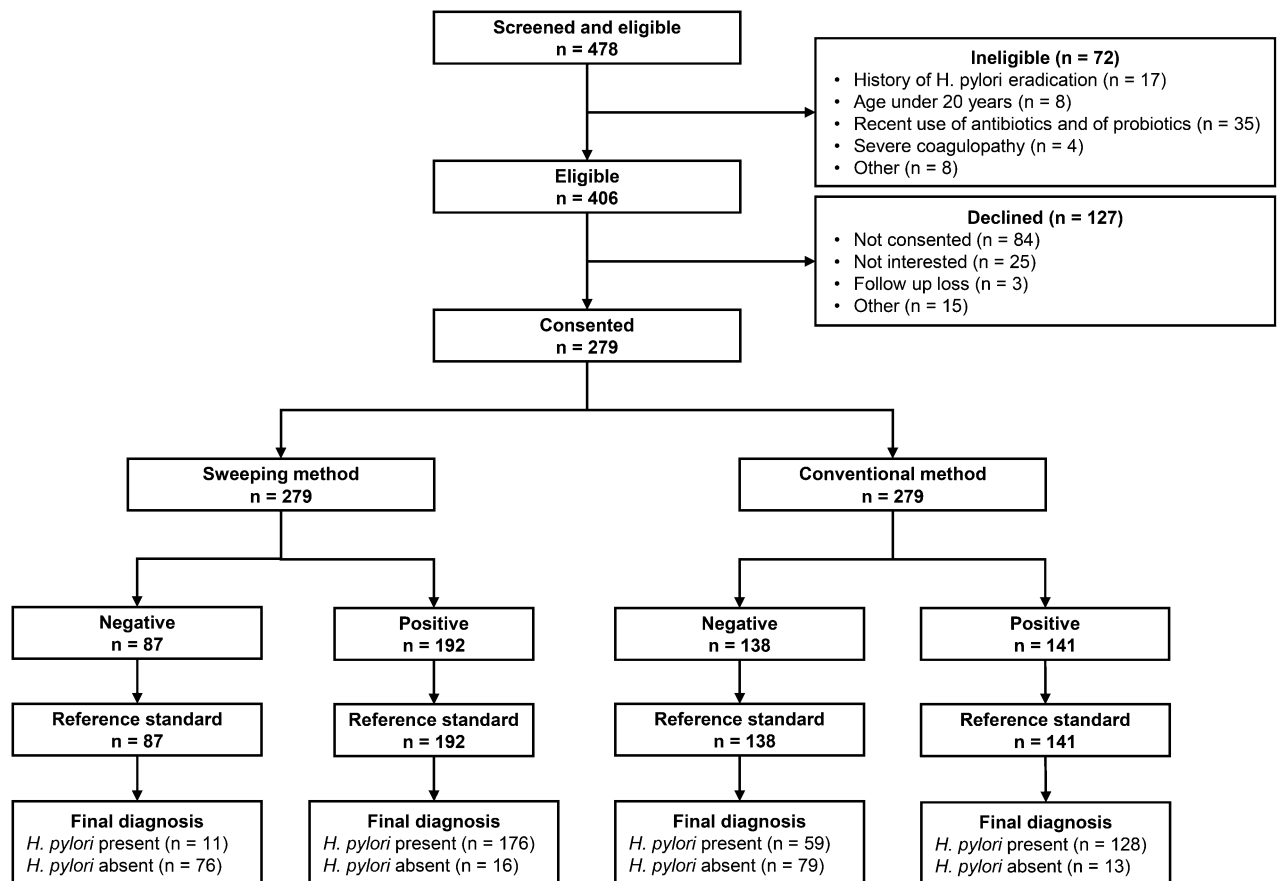 Screened and eligible
n = 478
Ineligible (n = 72)
• History of H. pylori eradication (n = 17)
• Age under 20 years (n = 8)
• Recent use of antibiotics and of probiotics (n = 35)
• Severe coagulopathy (n = 4)
• Other (n = 8)
Eligible
n = 406
Declined (n = 127)
• Not consented (n = 84)
• Not interested (n = 25)
• Follow up loss (n = 3)
• Other (n = 15)
Consented
n = 279
Sweeping method
n = 279
Conventional method
n = 279
Negative
n = 87
Positive
n = 192
Negative
n = 138
Positive
n = 141
Reference standard
n = 87
Reference standard
n = 192
Reference standard
n = 138
Reference standard
n = 141
Final diagnosis
H. pylori present (n = 11)
H. pylori absent (n = 76)
Final diagnosis
H. pylori present (n = 176)
H. pylori absent (n = 16)
Final diagnosis
H. pylori present (n = 59)
H. pylori absent (n = 79)
Final diagnosis
H. pylori present (n = 128)
H. pylori absent (n = 13)